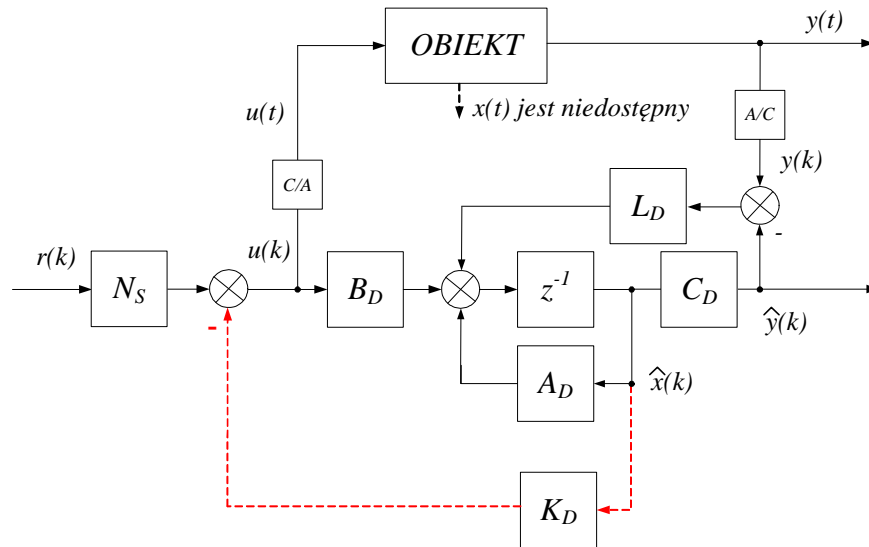 OBIEKT
y(t)
x(t) jest niedostępny
A/C
u(t)
y(k)
C/A
L_D
-
r(k)
u(k)
N_S
B_D
z^{-1}
C_D
-
ŷ(k)
A_D
x̂(k)
K_D